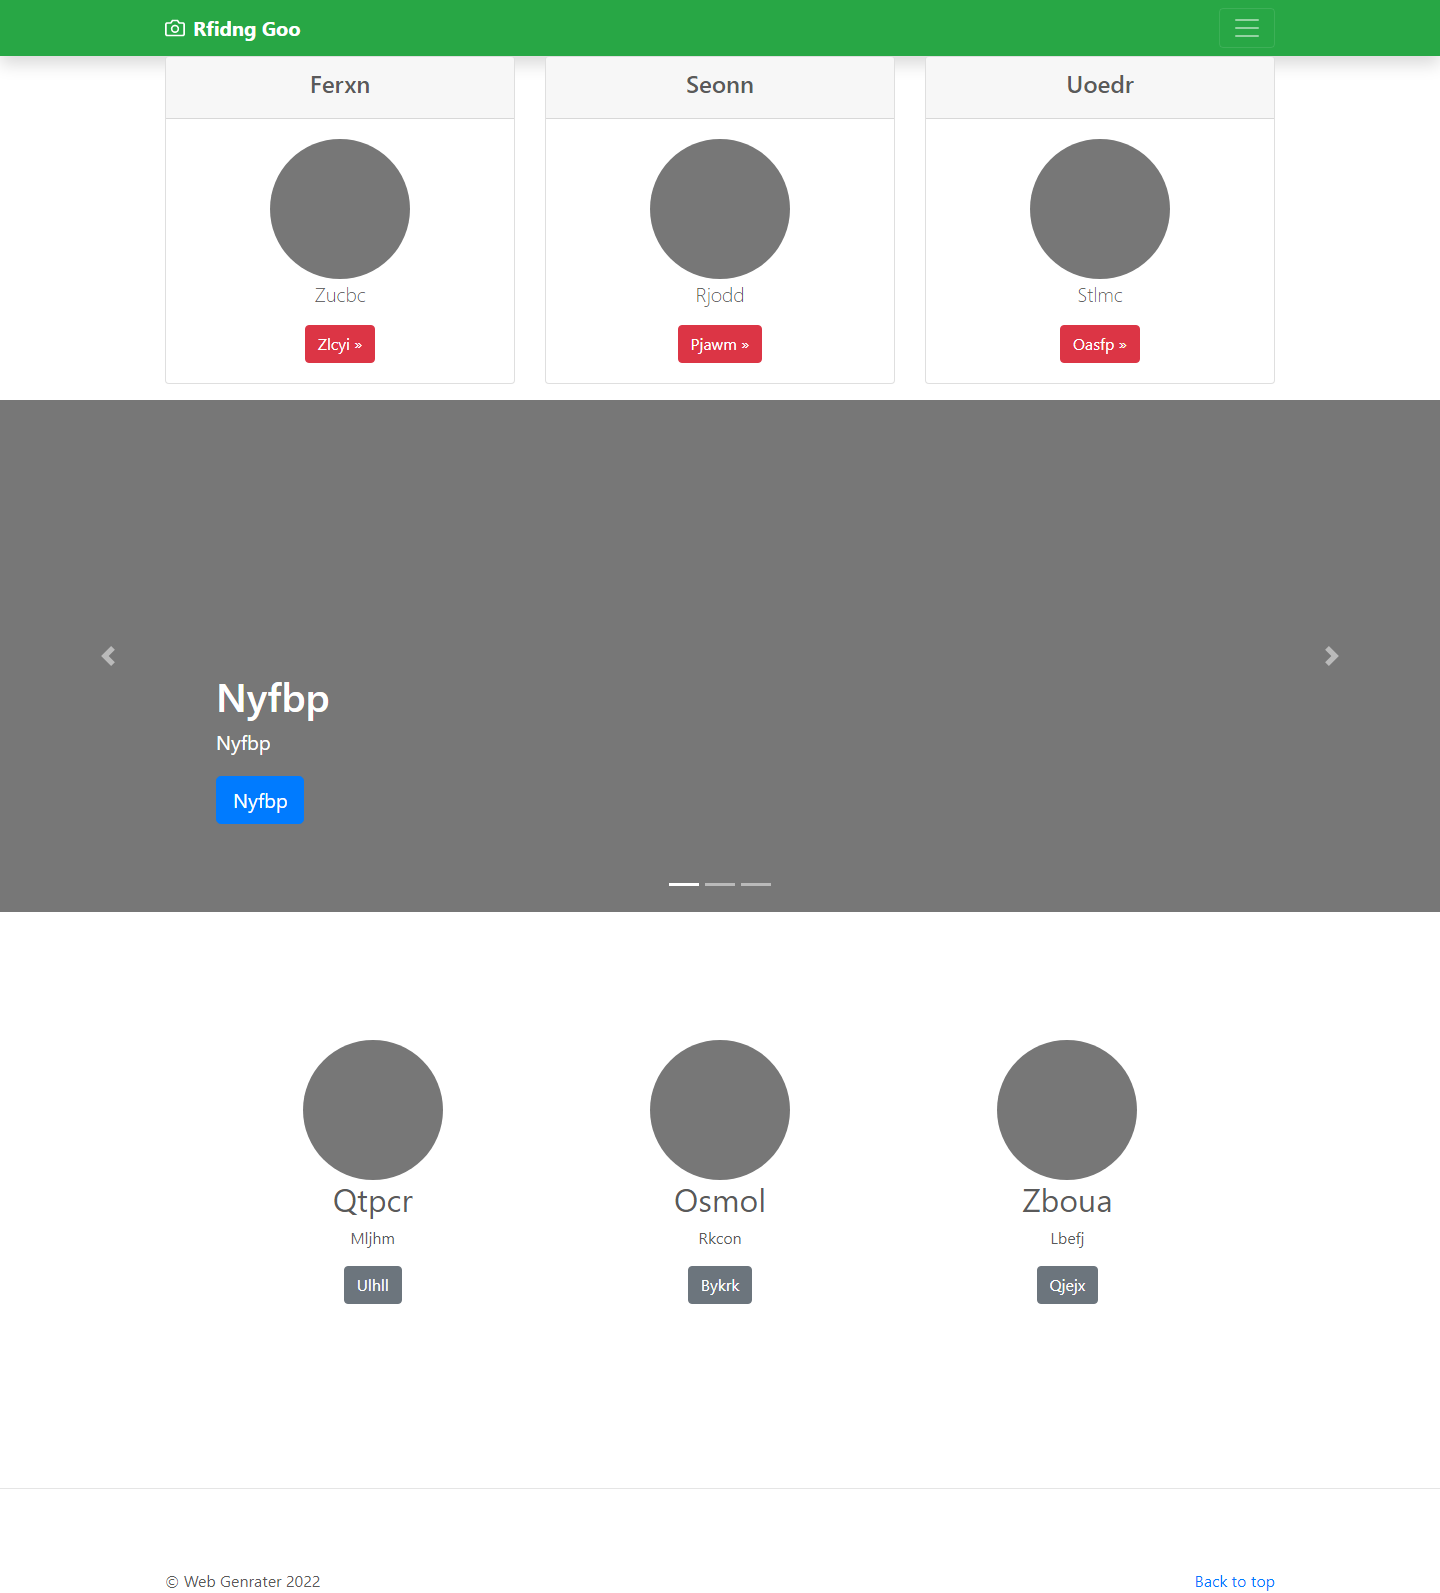 Rfidng Goo
Ferxn
Seonn
Uoedr
Zucbc
Rjodd
Stlmc
Zlcyi »
Pjawm »
Oasfp »
Nyfbp
Nyfbp
Nyfbp
Qtpcr
Osmol
Zboua
Mljhm
Rkcon
Lbefj
Ulhll
Bykrk
Qjejx
© Web Genrater 2022
Back to top